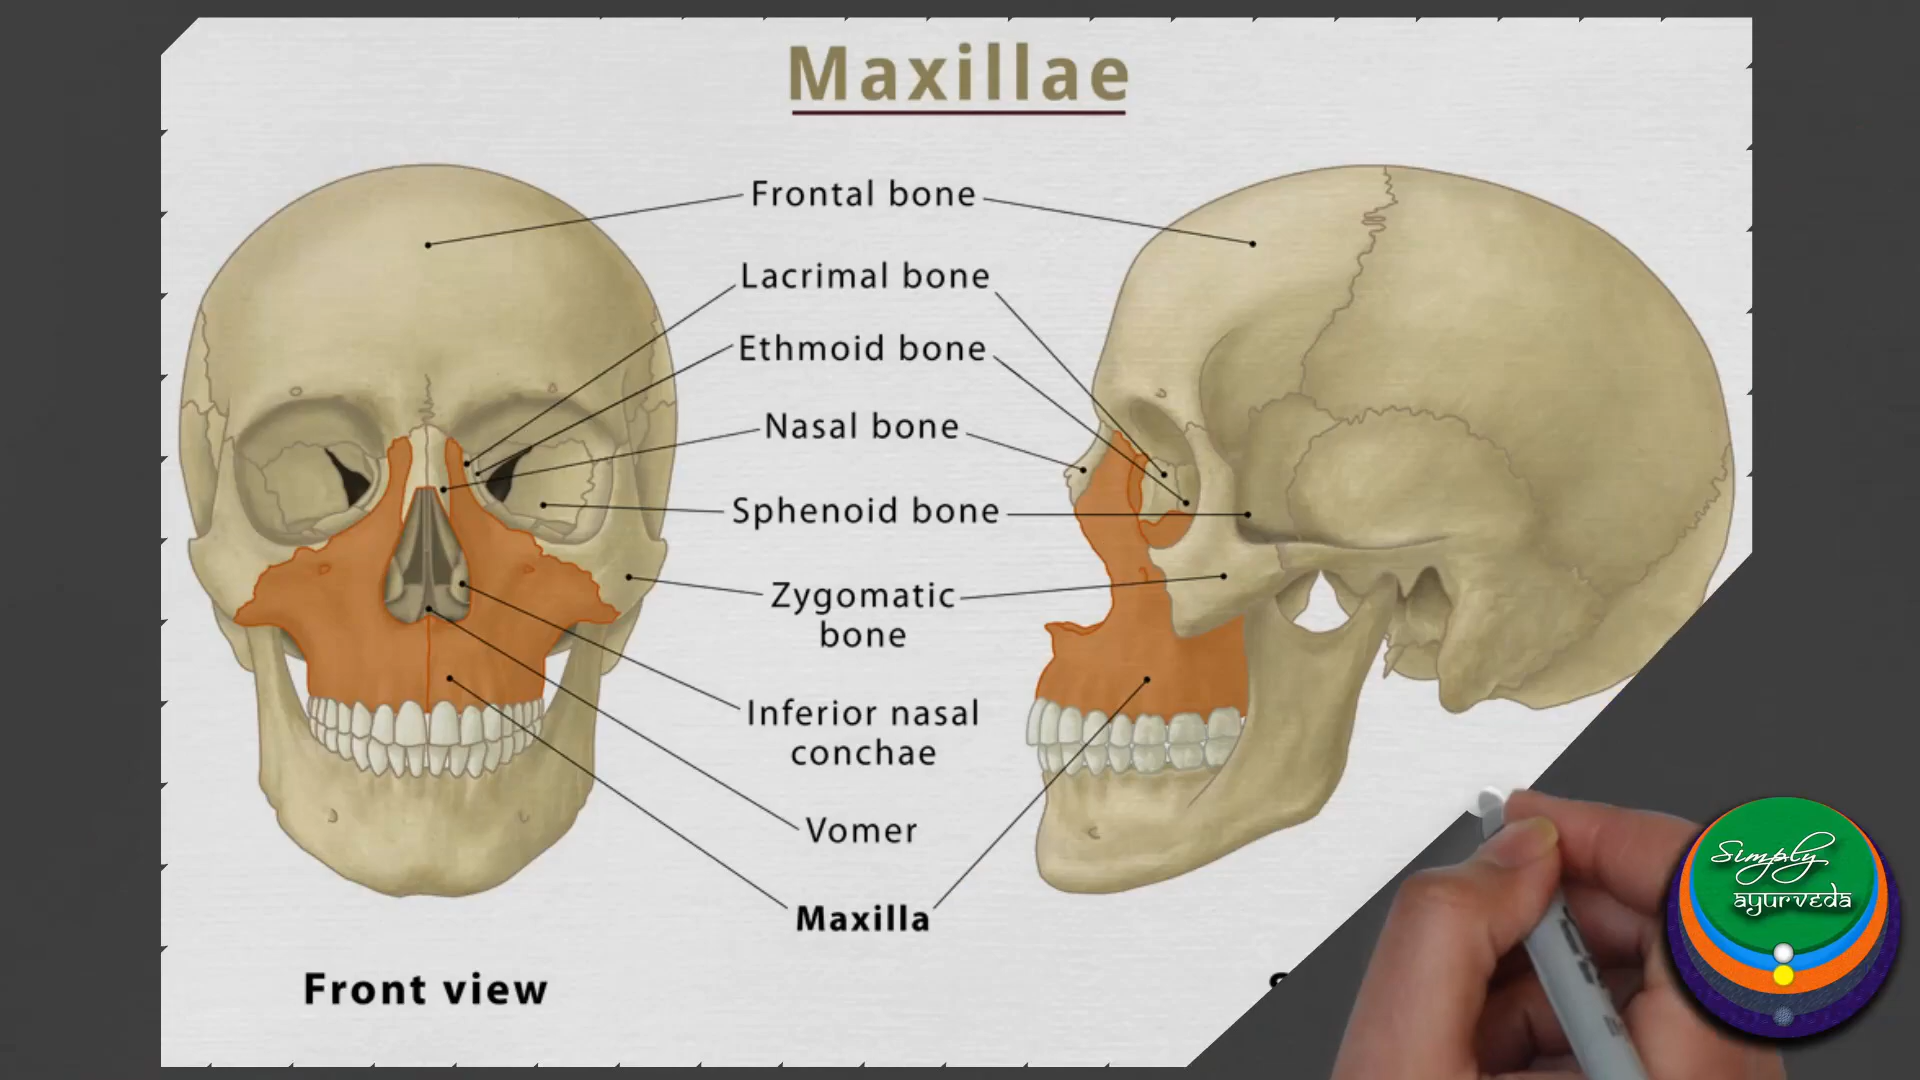 Maxillae
Frontal bone
Lacrimal bone
Ethmoid bone
Nasal bone
Sphenoid bone
Zygomatic
bone
Inferior nasal
conchae
Vomer
Maxilla
Front view
Simply
ayurveda